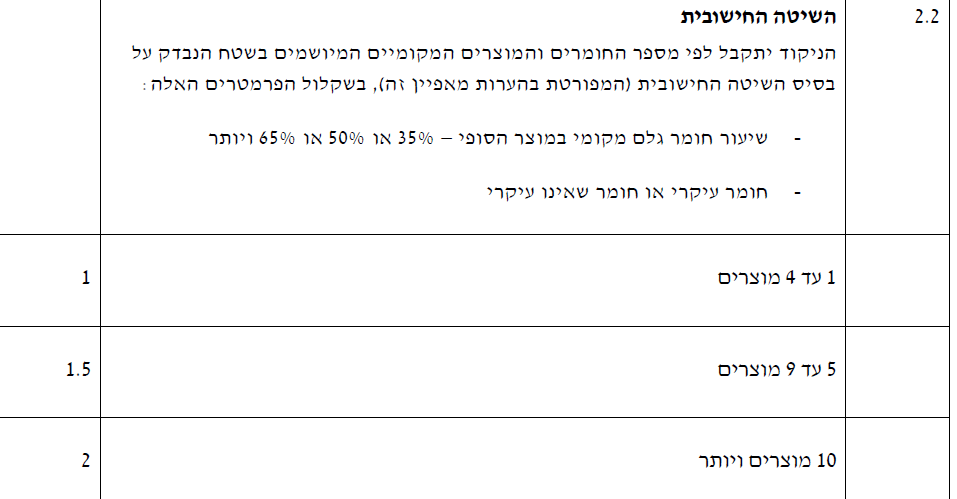 2.2
השיטה החישובית
הניקוד יתקבל לפי מספר החומרים והמוצרים המקומיים המיושמים בשטח הנבדק על
בסיס השיטה החישובית (המפורטת בהערות מאפיין זה), בשקלול הפרמטרים האלה:
- שיעור חומר גלם מקומי במוצר הסופי – 35% או 50% או 65% ויותר
- חומר עיקרי או חומר שאינו עיקרי
1 עד 4 מוצרים 1
5 עד 9 מוצרים 1.5
10 מוצרים ויותר 2